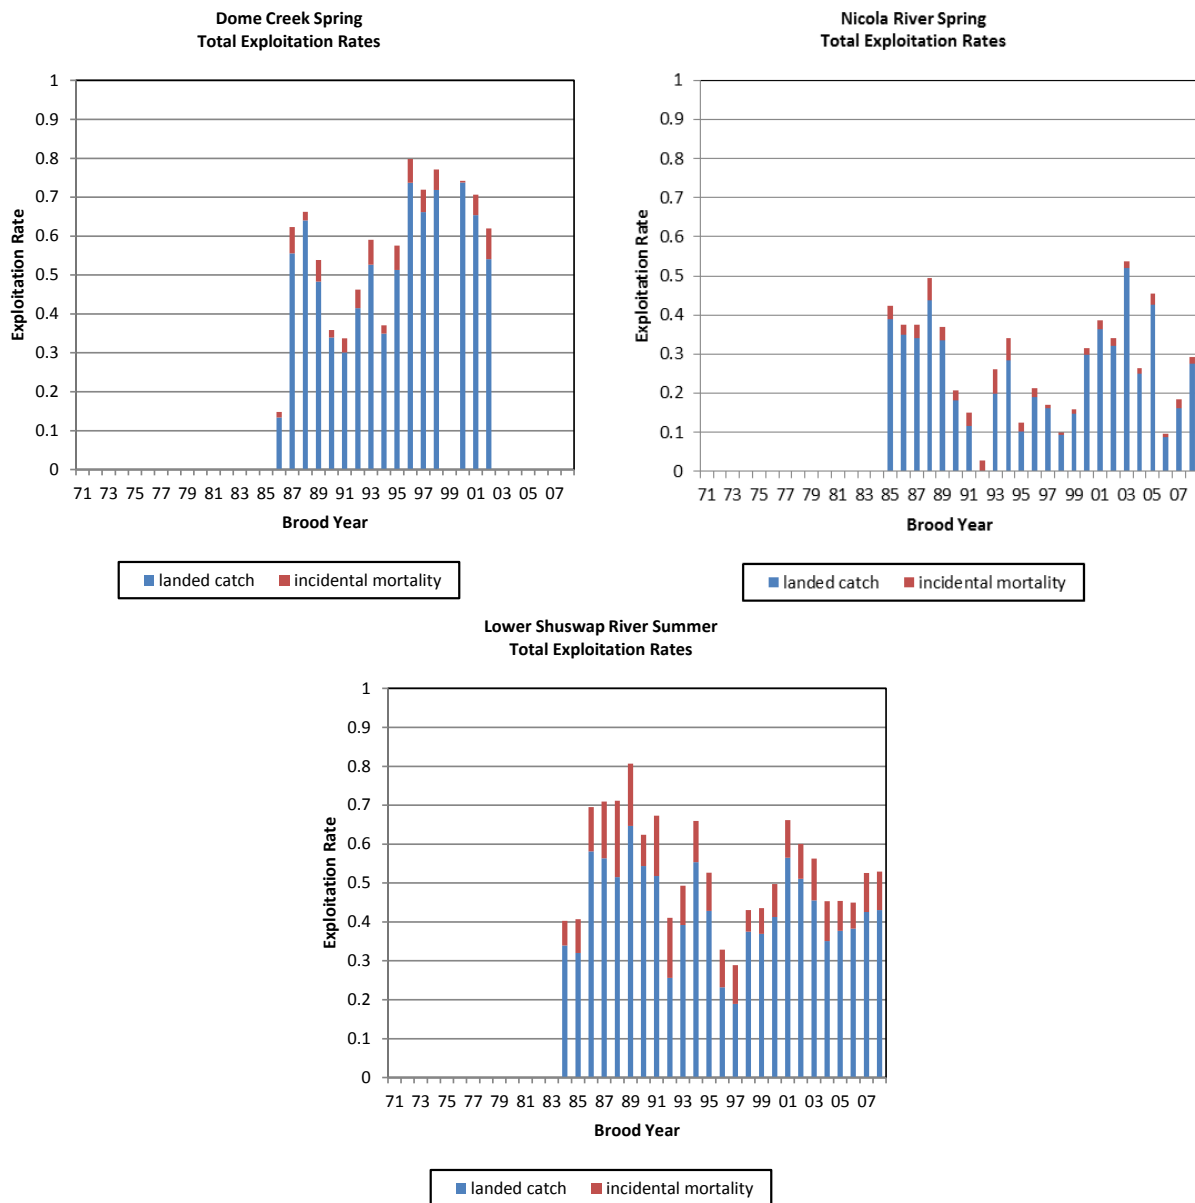 Dome Creek Spring
Total Exploitation Rates
1
0.9
0.8
0.7
0.6
0.5
0.4
0.3
0.2
0.1
0
Exploitation Rate
71 73 75 77 79 81 83 85 87 89 91 93 95 97 99 01 03 05 07
Brood Year
landed catch incidental mortality
Nicola River Spring
Total Exploitation Rates
1
0.9
0.8
0.7
0.6
0.5
0.4
0.3
0.2
0.1
0
Exploitation Rate
71 73 75 77 79 81 83 85 87 89 91 93 95 97 99 01 03 05 07
Brood Year
landed catch incidental mortality
Lower Shuswap River Summer
Total Exploitation Rates
1
0.9
0.8
0.7
0.6
0.5
0.4
0.3
0.2
0.1
0
Exploitation Rate
71 73 75 77 79 81 83 85 87 89 91 93 95 97 99 01 03 05 07
Brood Year
landed catch incidental mortality